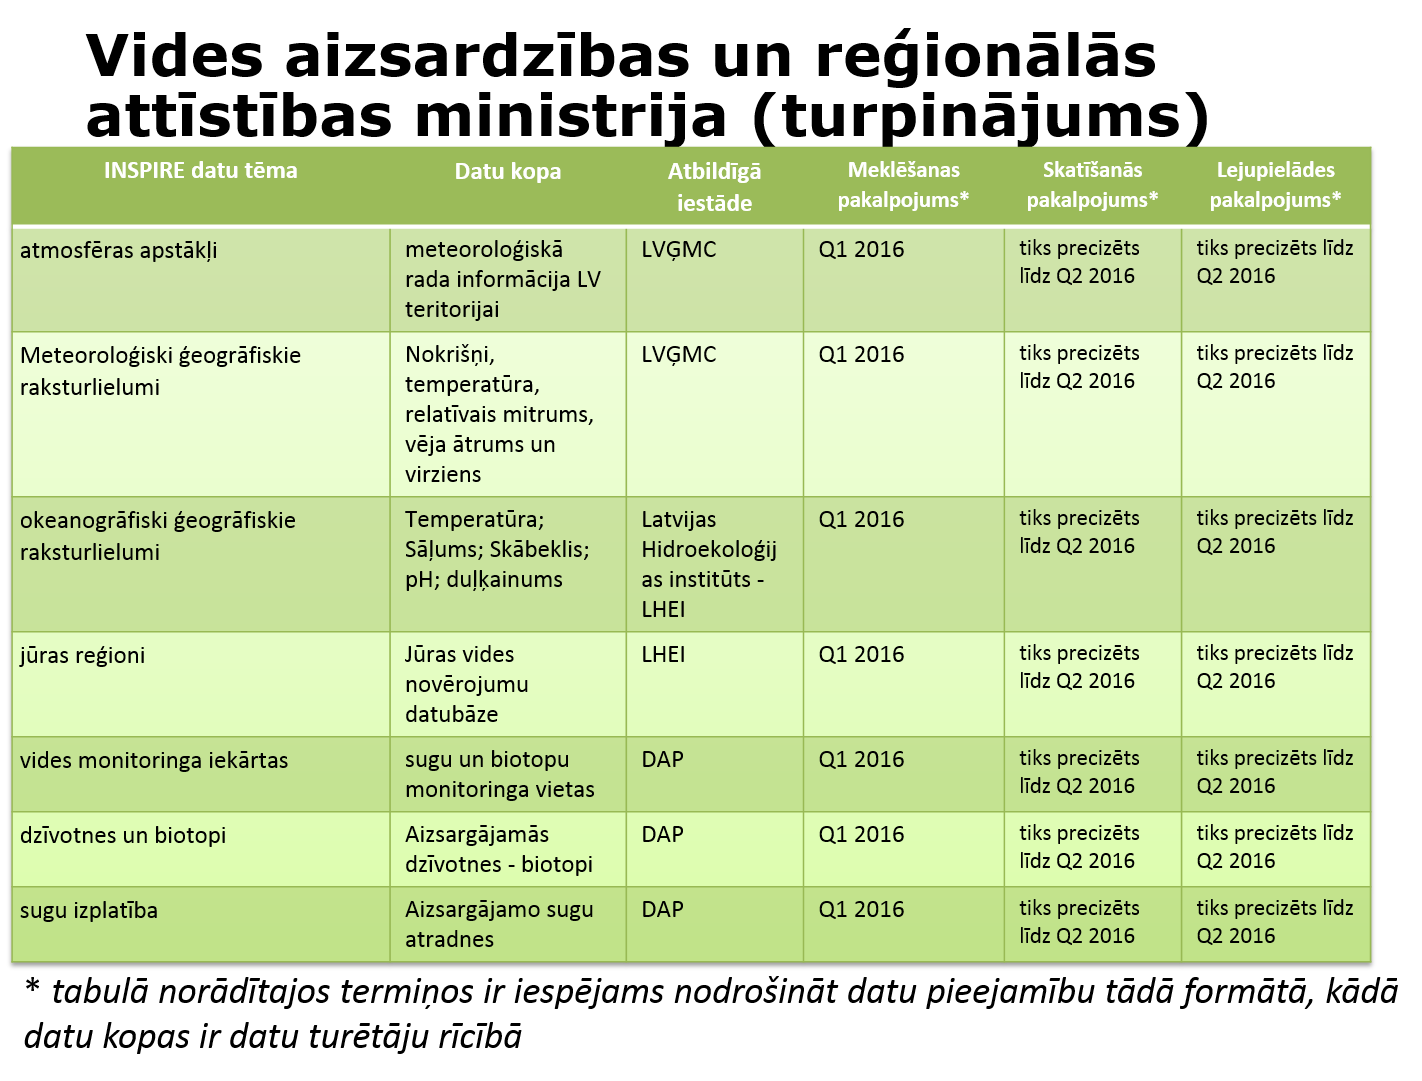 Vides aizsardzības un reģionālās
attīstības ministrija (turpinājums)
INSPIRE datu tēma
Datu kopa
Atbildīgā
iestāde
Meklēšanas
pakalpojums*
Skatīšanās
pakalpojums*
Lejupielādes
pakalpojums*
atmosfēras apstākļi
meteoroloģiskā
rada informācija LV
teritorijai
LVĢMC
Q1 2016
tiks precizēts
līdz Q2 2016
tiks precizēts līdz
Q2 2016
Meteoroloģiski ģeogrāfiskie
raksturlielumi
Nokrišņi,
temperatūra,
relatīvais mitrums,
vēja ātrums un
virziens
LVĢMC
Q1 2016
tiks precizēts
līdz Q2 2016
tiks precizēts līdz
Q2 2016
okeanogrāfiski ģeogrāfiskie
raksturlielumi
Temperatūra;
Sāļums; Skābeklis;
pH; duļķainums
Latvijas
Hidroekoloģij
as institūts -
LHEI
Q1 2016
tiks precizēts
līdz Q2 2016
tiks precizēts līdz
Q2 2016
jūras reģioni
Jūras vides
novērojumu
datubāze
LHEI
Q1 2016
tiks precizēts
līdz Q2 2016
tiks precizēts līdz
Q2 2016
vides monitoringa iekārtas
sugu un biotopu
monitoringa vietas
DAP
Q1 2016
tiks precizēts
līdz Q2 2016
tiks precizēts līdz
Q2 2016
dzīvotnes un biotopi
Aizsargājamās
dzīvotnes - biotopi
DAP
Q1 2016
tiks precizēts
līdz Q2 2016
tiks precizēts līdz
Q2 2016
sugu izplatība
Aizsargājamo sugu
atradnes
DAP
Q1 2016
tiks precizēts
līdz Q2 2016
tiks precizēts līdz
Q2 2016
* tabulā norādītajos termiņos ir iespējams nodrošināt datu pieejamību tādā formātā, kādā
datu kopas ir datu turētāju rīcībā